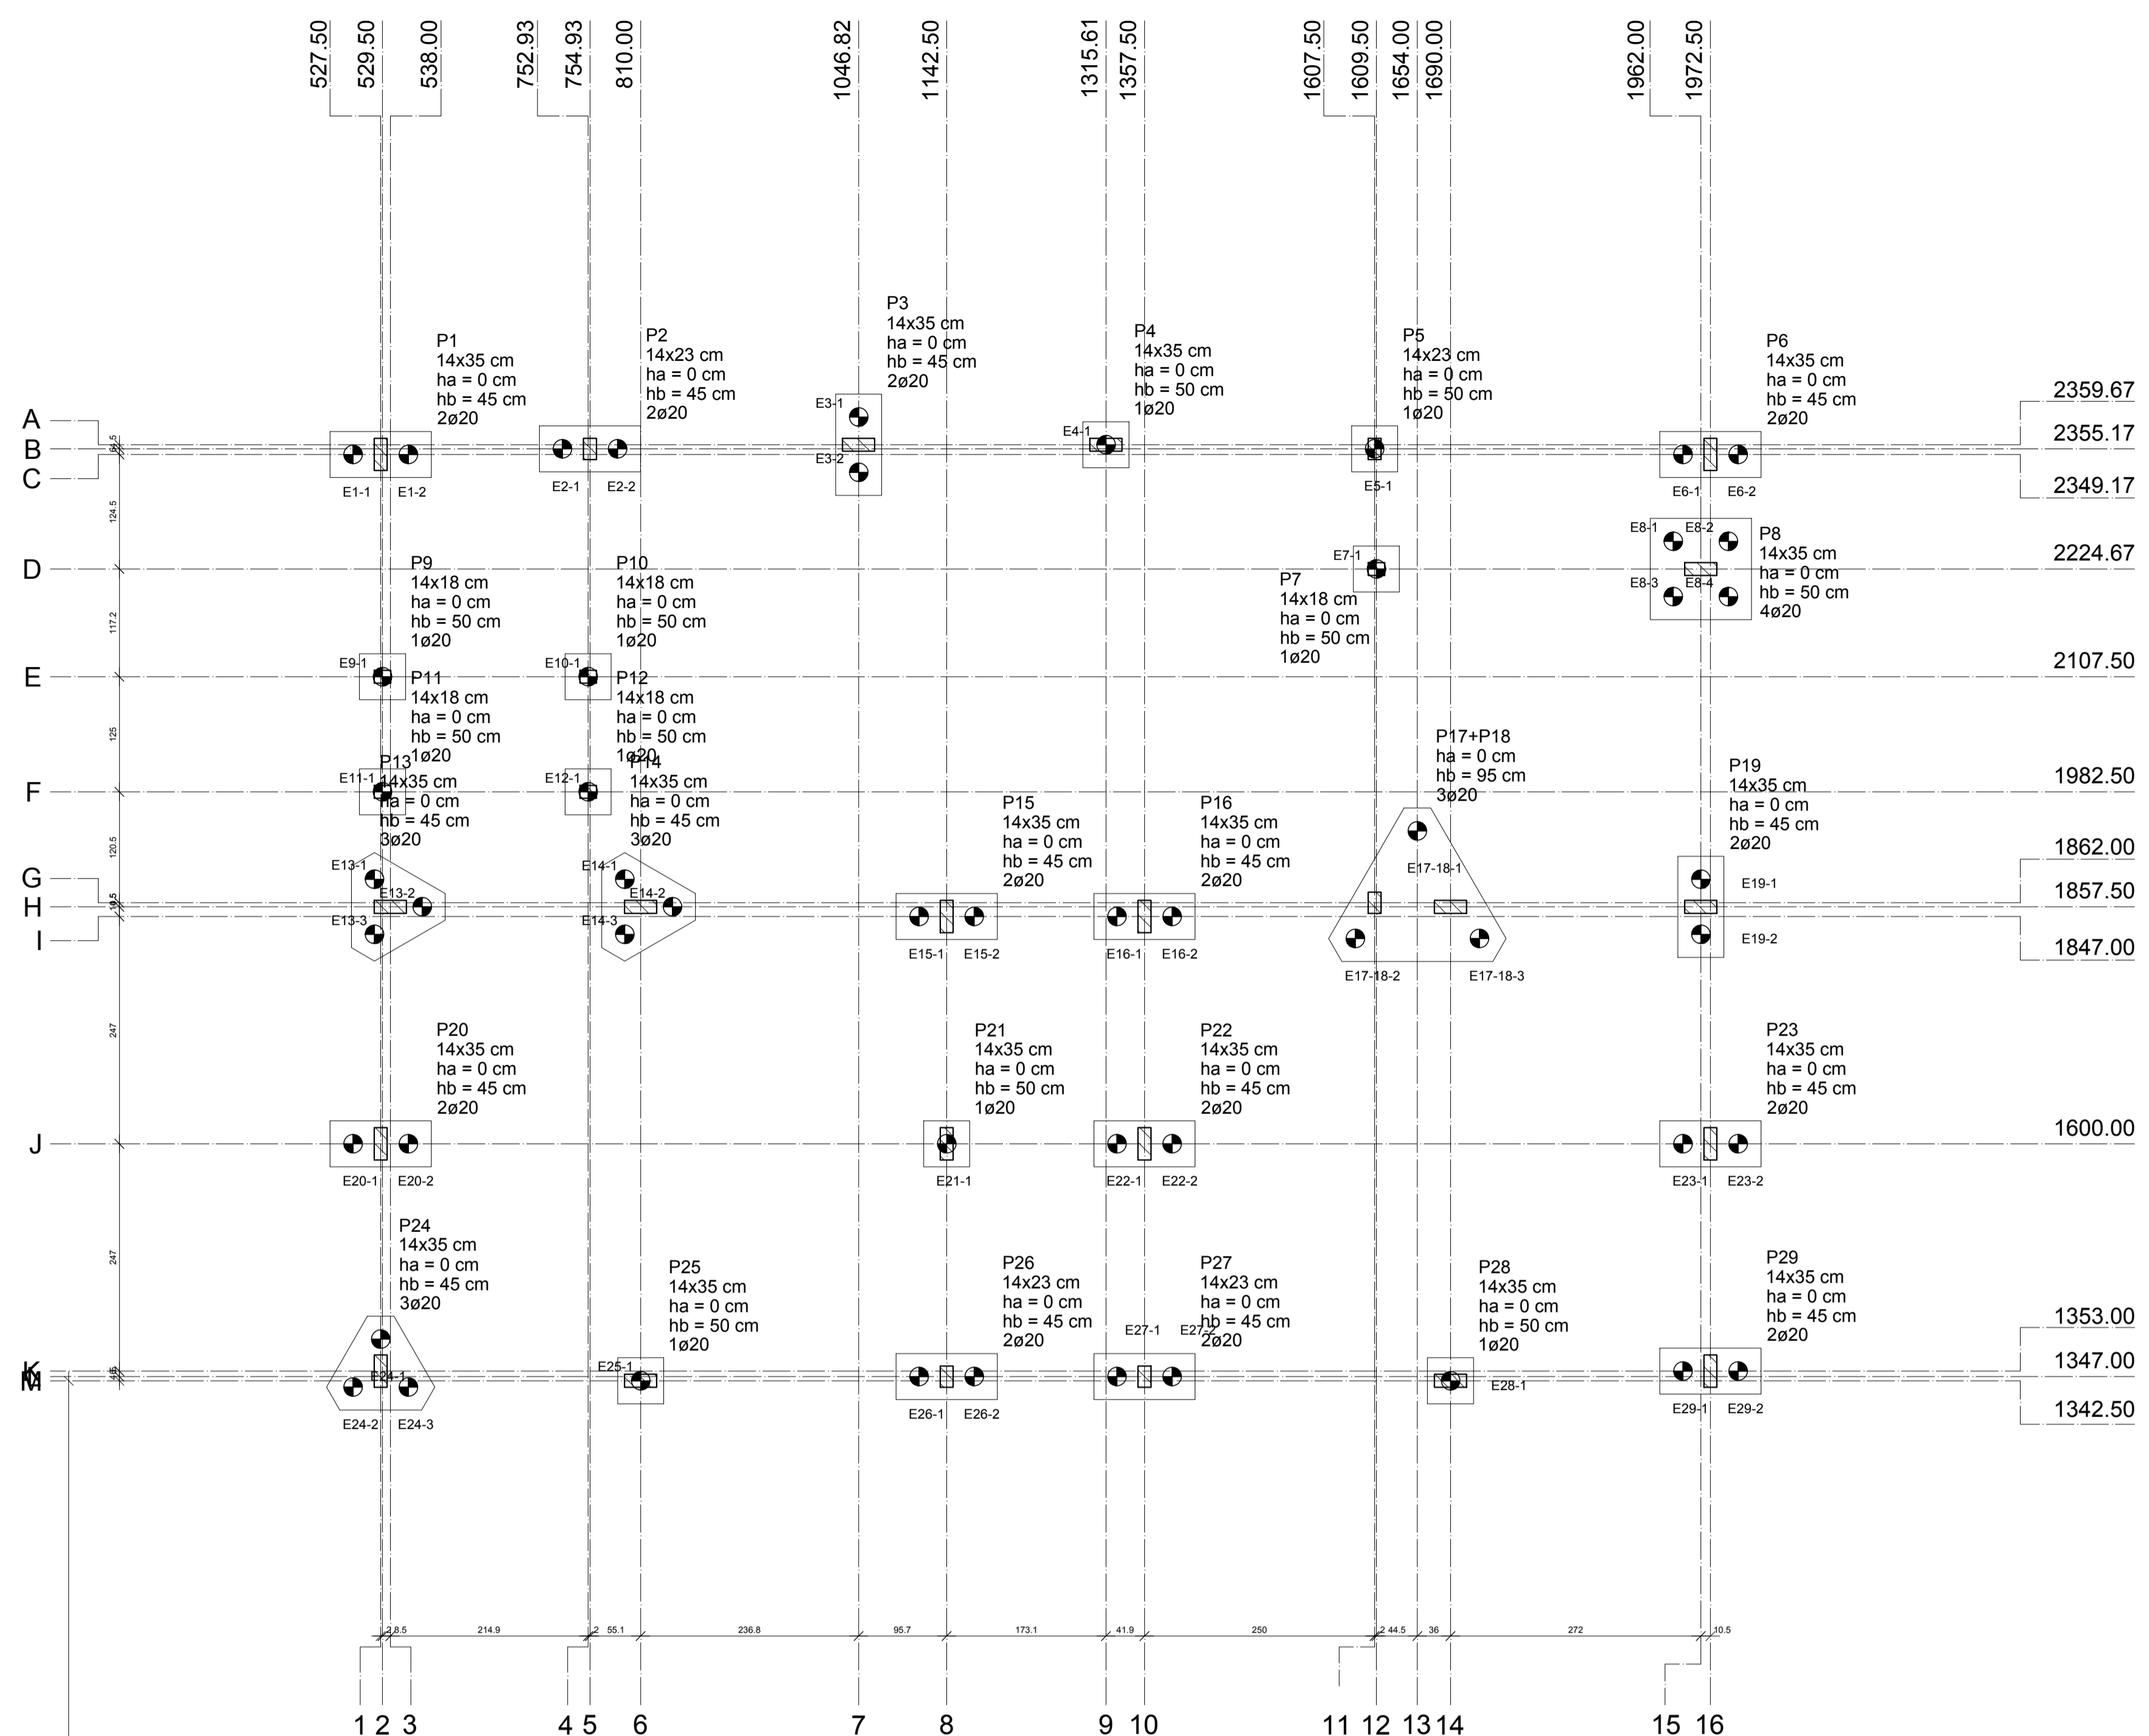 527.50
529.50
538.00
752.93
754.93
810.00
1046.82
1142.50
1315.61
1357.50
1607.50
1609.50
1654.00
1690.00
1962.00
1972.50
P1
14x35 cm
ha = 0 cm
hb = 45 cm
2ø20
P2
14x23 cm
ha = 0 cm
hb = 45 cm
2ø20
P3
14x35 cm
ha = 0 cm
hb = 45 cm
2ø20
P4
14x35 cm
ha = 0 cm
hb = 50 cm
1ø20
P5
14x23 cm
ha = 0 cm
hb = 50 cm
1ø20
P6
14x35 cm
ha = 0 cm
hb = 45 cm
2ø20
2359.67
2355.17
2349.17
A
B
C
E1-1
E1-2
E2-1
E2-2
E3-1
E3-2
E4-1
E5-1
E6-1
E6-2
124.5
D
E7-1
P7
14x18 cm
ha = 0 cm
hb = 50 cm
1ø20
E8-1
E8-2
E8-3
E8-4
P8
14x35 cm
ha = 0 cm
hb = 50 cm
4ø20
2224.67
117.2
P9
14x18 cm
ha = 0 cm
hb = 50 cm
1ø20
P10
14x18 cm
ha = 0 cm
hb = 50 cm
1ø20
E
E9-1
E10-1
2107.50
125
P11
14x18 cm
ha = 0 cm
hb = 50 cm
1ø20
P12
14x18 cm
ha = 0 cm
hb = 50 cm
1ø20
F
E11-1
E12-1
1982.50
120.5
P13
14x35 cm
ha = 0 cm
hb = 45 cm
3ø20
P14
14x35 cm
ha = 0 cm
hb = 45 cm
3ø20
P15
14x35 cm
ha = 0 cm
hb = 45 cm
2ø20
P16
14x35 cm
ha = 0 cm
hb = 45 cm
2ø20
P17+P18
ha = 0 cm
hb = 95 cm
3ø20
P19
14x35 cm
ha = 0 cm
hb = 45 cm
2ø20
1862.00
1857.50
1847.00
G
H
I
E13-1
E13-2
E13-3
E14-1
E14-2
E14-3
E15-1
E15-2
E16-1
E16-2
E17-18-1
E17-18-2
E17-18-3
E19-1
E19-2
247
P20
14x35 cm
ha = 0 cm
hb = 45 cm
2ø20
P21
14x35 cm
ha = 0 cm
hb = 50 cm
1ø20
P22
14x35 cm
ha = 0 cm
hb = 45 cm
2ø20
P23
14x35 cm
ha = 0 cm
hb = 45 cm
2ø20
J
1600.00
E20-1
E20-2
E21-1
E22-1
E22-2
E23-1
E23-2
247
P24
14x35 cm
ha = 0 cm
hb = 45 cm
3ø20
P25
14x35 cm
ha = 0 cm
hb = 50 cm
1ø20
P26
14x23 cm
ha = 0 cm
hb = 45 cm
2ø20
P27
14x23 cm
ha = 0 cm
hb = 45 cm
2ø20
P28
14x35 cm
ha = 0 cm
hb = 50 cm
1ø20
P29
14x35 cm
ha = 0 cm
hb = 45 cm
2ø20
1353.00
1347.00
1342.50
K
M
E24-1
E24-2
E24-3
E25-1
E26-1
E26-2
E27-1
E27-2
E28-1
E29-1
E29-2
2
8.5
214.9
2
55.1
236.8
95.7
173.1
41.9
250
2
44.5
36
272
10.5
1
2
3
4
5
6
7
8
9
10
11
12
13
14
15
16